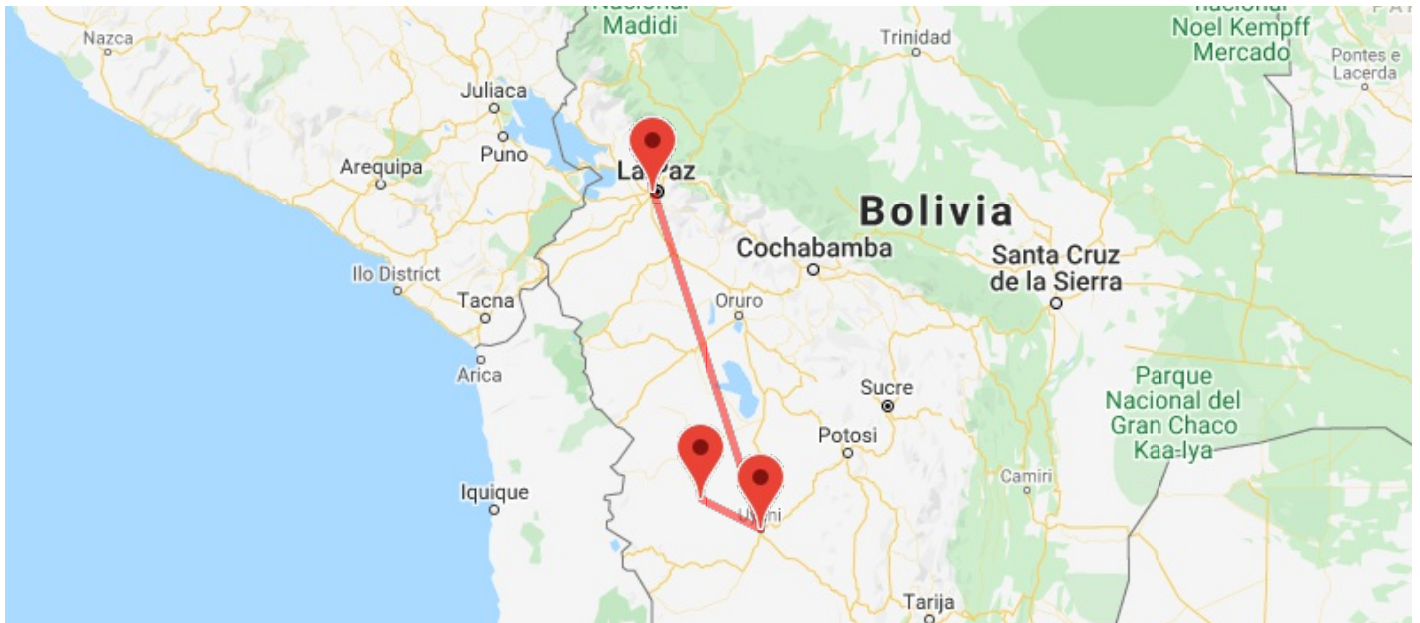 Nacional
Madidi
nacional
Noel Kempff
Mercado
Nazca
Trinidad
Pontes e
Lacerda
Juliaca
Puno
Arequipa
La Paz
Bolivia
Cochabamba
Santa Cruz
de la Sierra
Ilo District
Tacna
Oruro
Arica
Parque
Nacional del
Gran Chaco
Kaa-Iya
Sucre
Potosi
Camiri
Iquique
Uyuni
Tarija